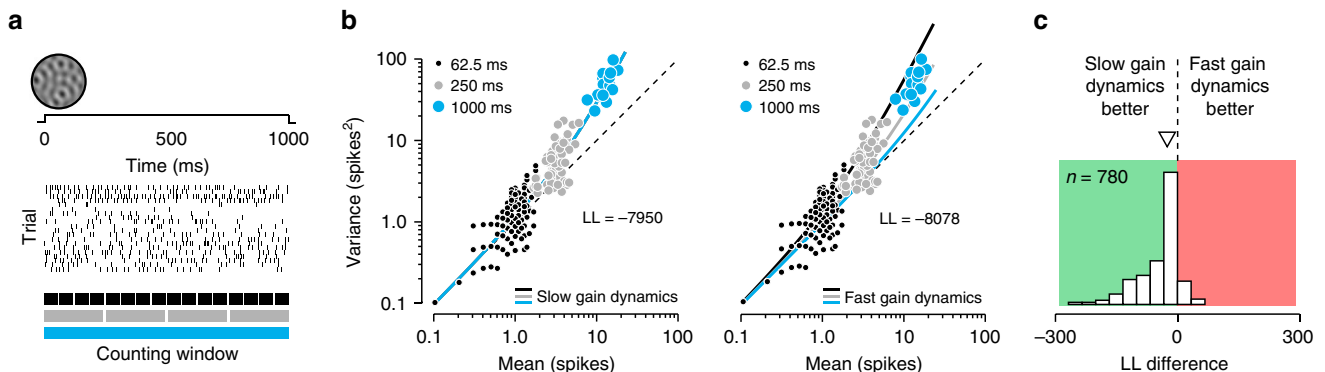 a
0
500
1000
Time (ms)
Trial
Counting window
b
Variance (spikes²)
100
10
1.0
0.1
62.5 ms
250 ms
1000 ms
LL = –7950
Slow gain dynamics
0.1
1.0
10
100
Mean (spikes)
62.5 ms
250 ms
1000 ms
LL = –8078
Fast gain dynamics
0.1
1.0
10
100
Mean (spikes)
c
Slow gain
dynamics
better
Fast gain
dynamics
better
n = 780
–300
0
300
LL difference